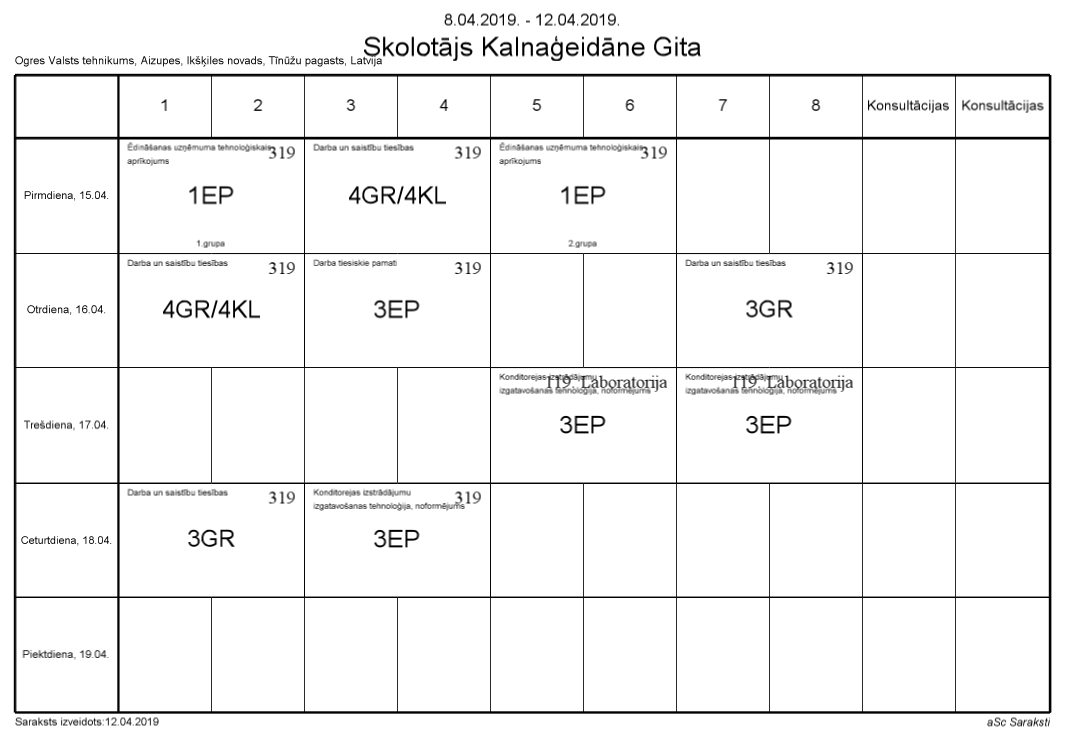 8.04.2019. - 12.04.2019.
Skolotājs Kalnaģeidāne Gita
Ogres Valsts tehnikums, Aizupes, Ikšķiles novads, Tīnūžu pagasts, Latvija
1 2 3 4 5 6 7 8 Konsultācijas Konsultācijas
Pirmdiena, 15.04.
Ēdināšanas uzņēmuma tehnoloģiskais
aprīkojums
319
1EP
1.grupa
Darba un saistību tiesības
319
4GR/4KL
Ēdināšanas uzņēmuma tehnoloģiskais
aprīkojums
319
1EP
2.grupa
Otrdiena, 16.04.
Darba un saistību tiesības
319
4GR/4KL
Darba tiesiskie pamati
319
3EP
Darba un saistību tiesības
319
3GR
Trešdiena, 17.04.
Konditorejas izstrādājumu
izgatavošanas tehnoloģija, noformējums
119. Laboratorija
3EP
Konditorejas izstrādājumu
izgatavošanas tehnoloģija, noformējums
119. Laboratorija
3EP
Ceturtdiena, 18.04.
Darba un saistību tiesības
319
3GR
Konditorejas izstrādājumu
izgatavošanas tehnoloģija, noformējums
319
3EP
Piektdiena, 19.04.
Saraksts izveidots:12.04.2019
aSc Saraksti